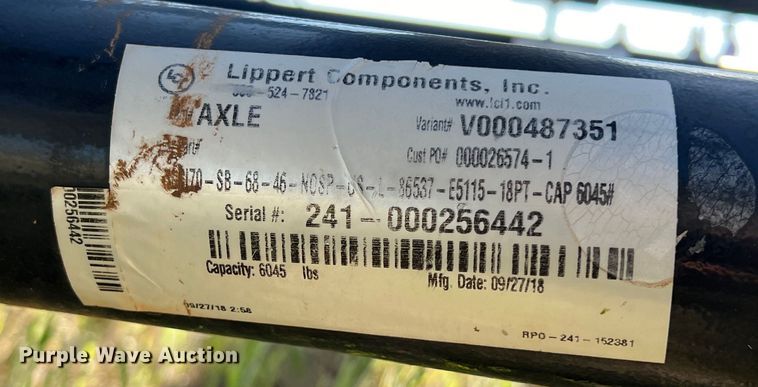 Lippert Components, Inc.
524-7821
www.lci1.com
AXLE
Variant# V000487351
Cust PO# 000026574-1
-SB-68-46-NOSP- -86537-E5115-18PT-CAP 6045#
Serial #: 241-000256442
Capacity: 6045 lbs
Mfg. Date: 09/27/18
09/27/18 2:58
RPO-241-152381
000256442
Purple Wave Auction